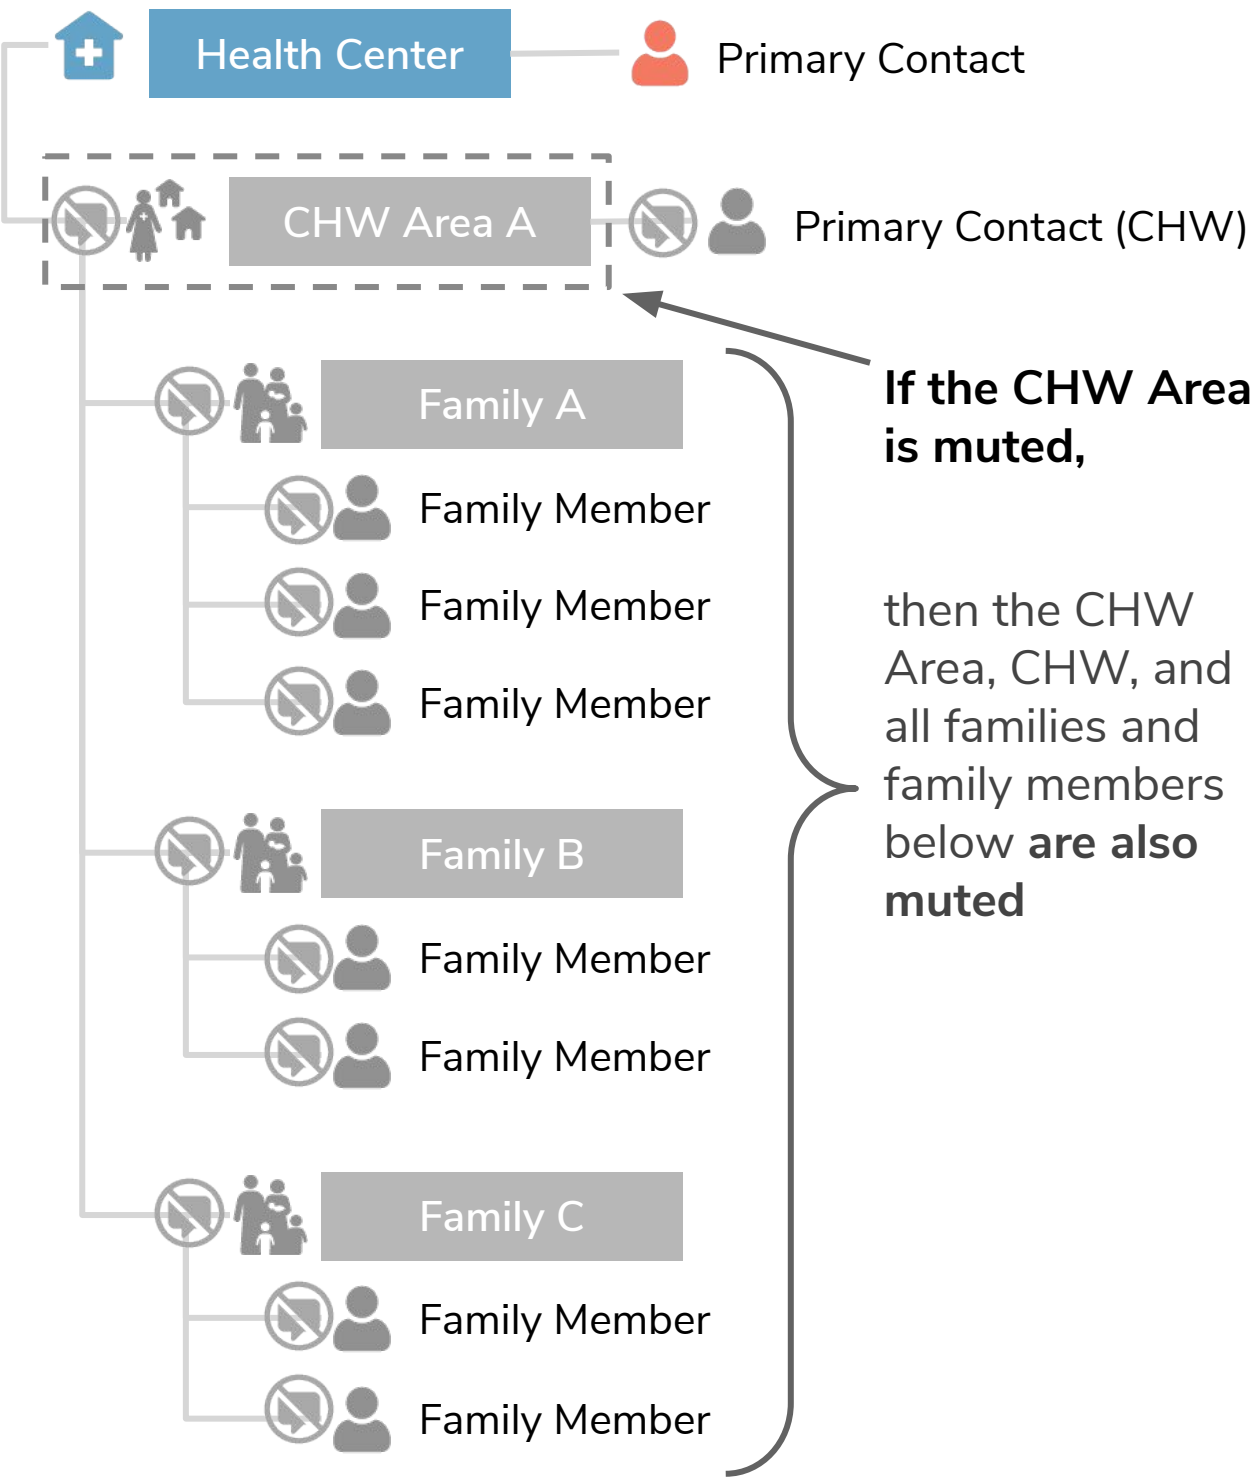 Health Center
Primary Contact
CHW Area A
Primary Contact (CHW)
If the CHW Area
is muted,
then the CHW
Area, CHW, and
all families and
family members
below are also
muted
Family A
Family Member
Family Member
Family Member
Family B
Family Member
Family Member
Family C
Family Member
Family Member